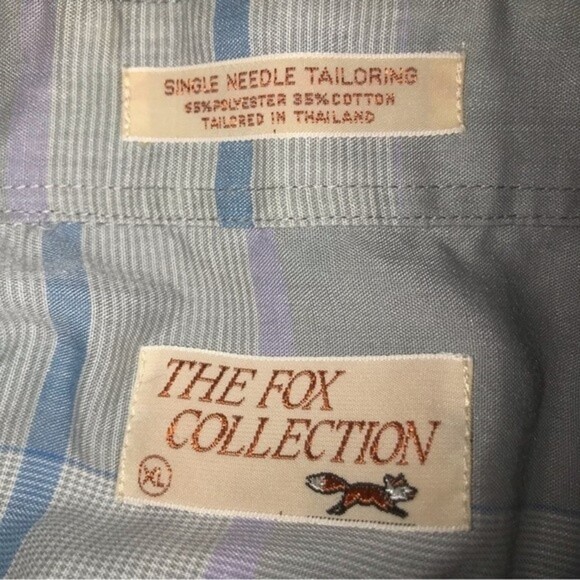 SINGLE NEEDLE TAILORING
65%POLYESTER 35%COTTON
TAILORED IN THAILAND
THE FOX
COLLECTION
XL